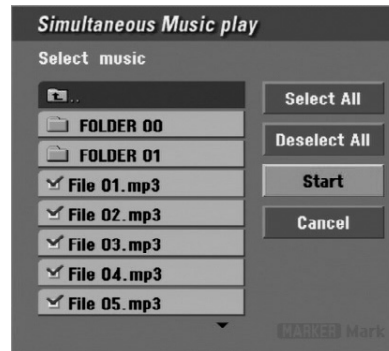 Simultaneous Music play
Select music
..
FOLDER 00
FOLDER 01
File 01.mp3
File 02.mp3
File 03.mp3
File 04.mp3
File 05.mp3
Select All
Deselect All
Start
Cancel
MARKER Mark